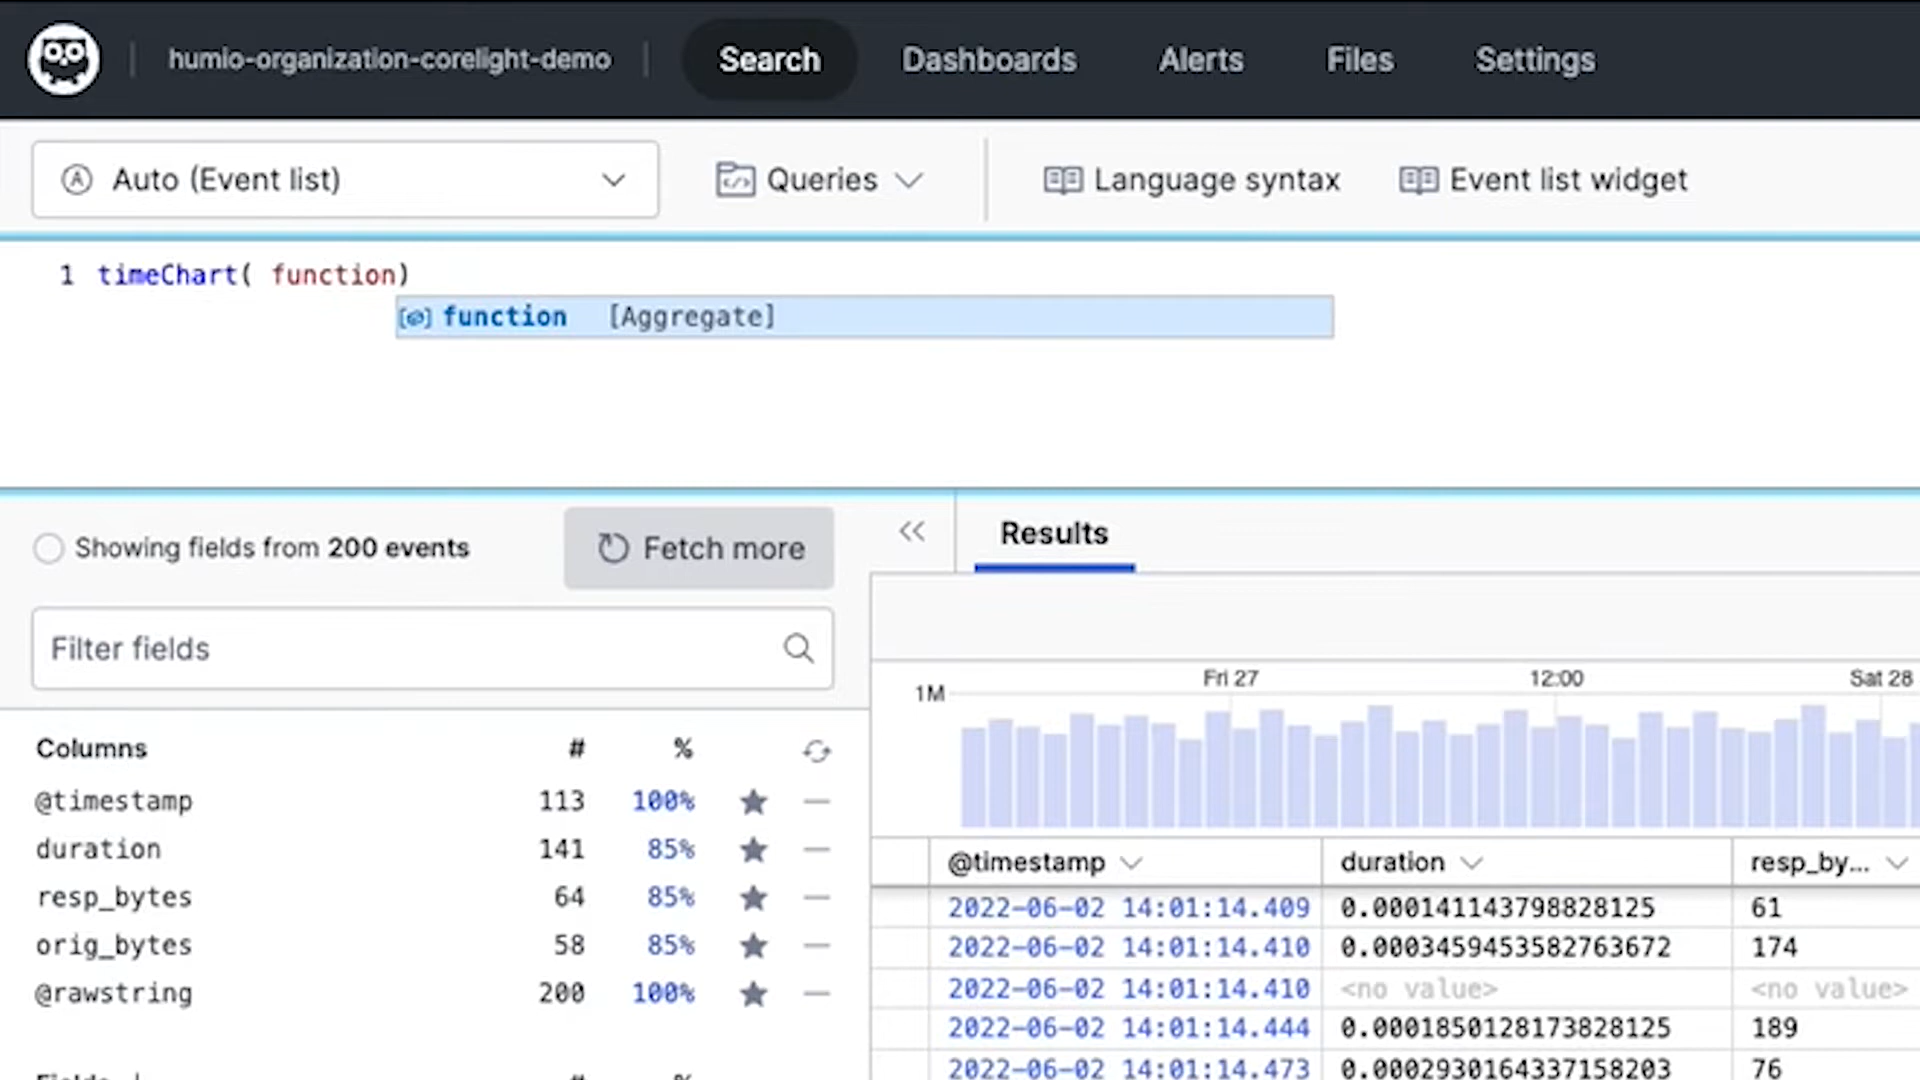 humio-organization-corelight-demo Search Dashboards Alerts Files Settings
Auto (Event list) Queries Language syntax Event list widget
1 timeChart( function)
function [Aggregate]
Showing fields from 200 events Fetch more
Results
Filter fields
Fri 27 12:00 Sat 28
1M
Columns # %
@timestamp 113 100%
duration 141 85%
resp_bytes 64 85%
orig_bytes 58 85%
@rawstring 200 100%
@timestamp duration resp_by...
2022-06-02 14:01:14.409 0.000141143798828125 61
2022-06-02 14:01:14.410 0.0003459453582763672 174
2022-06-02 14:01:14.410 <no value> <no value>
2022-06-02 14:01:14.444 0.0001850128173828125 189
2022-06-02 14:01:14.473 0.0002930164337158203 76